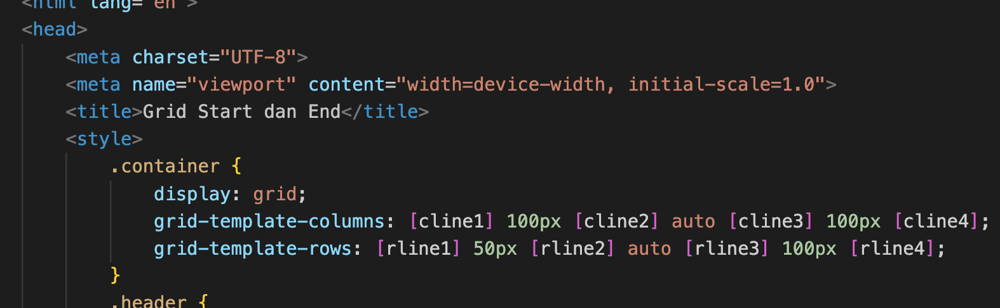 <html lang="en">
<head>
<meta charset="UTF-8">
<meta name="viewport" content="width=device-width, initial-scale=1.0">
<title>Grid Start dan End</title>
<style>
.container {
display: grid;
grid-template-columns: [cline1] 100px [cline2] auto [cline3] 100px [cline4];
grid-template-rows: [rline1] 50px [rline2] auto [rline3] 100px [rline4];
}
.header {